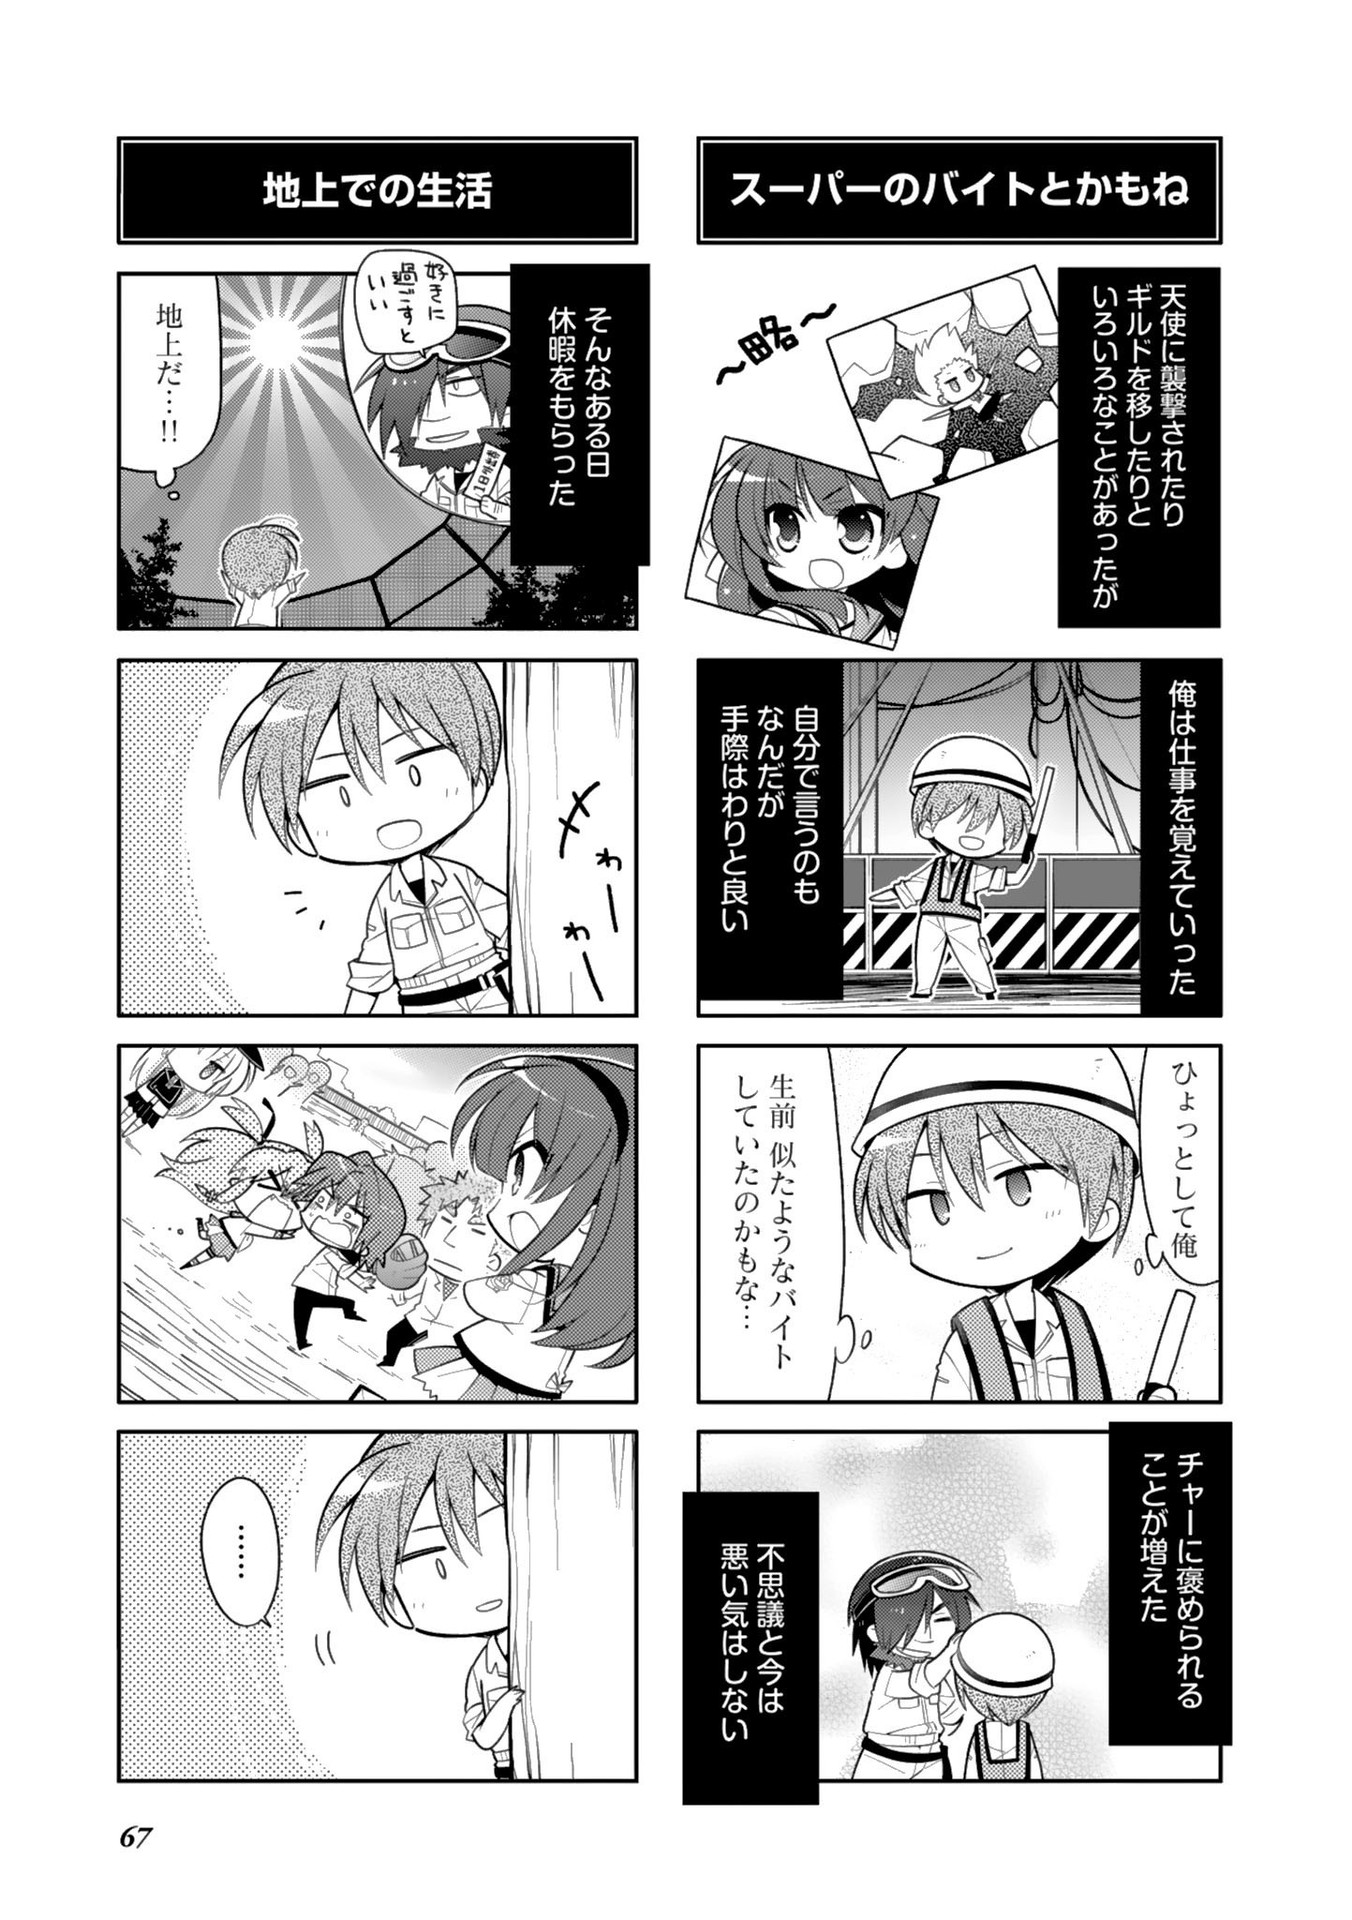 スーパーのバイトとかもね
天使に襲撃されたり
ギルドを移したりと
いろいろなことがあったが
～略～
俺は仕事を覚えていった
自分で言うのも
なんだが
手際はわりと良い
ひょっとして俺
生前 似たようなバイト
していたのかもな…
チャーに褒められる
ことが増えた
不思議と今は
悪い気はしない
地上での生活
そんなある日
休暇をもらった
好きに
過ごすと
いい
地上だ…!!
わー
わー
……
67